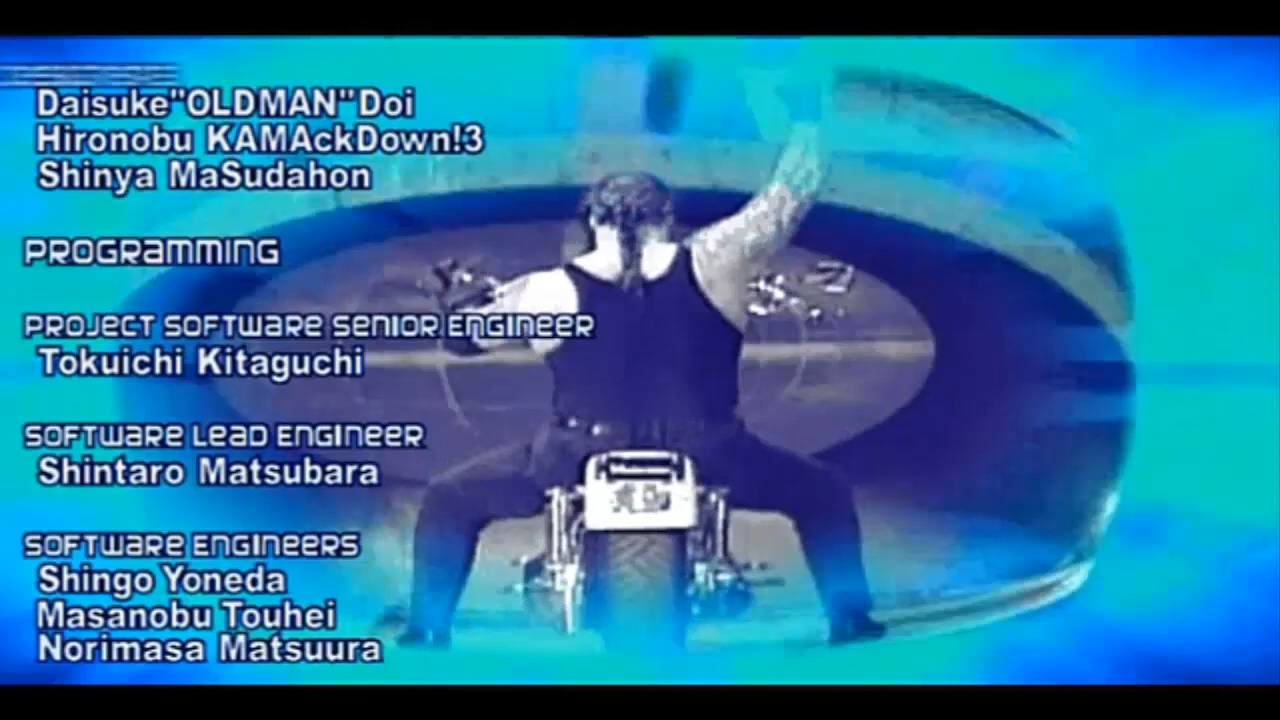 Daisuke"OLDMAN"Doi
Hironobu KAMAckDown!3
Shinya MaSudahon
PROGRAMMING
PROJECT SOFTWARE SENIOR ENGINEER
Tokuichi Kitaguchi
SOFTWARE LEAD ENGINEER
Shintaro Matsubara
SOFTWARE ENGINEERS
Shingo Yoneda
Masanobu Touhei
Norimasa Matsuura